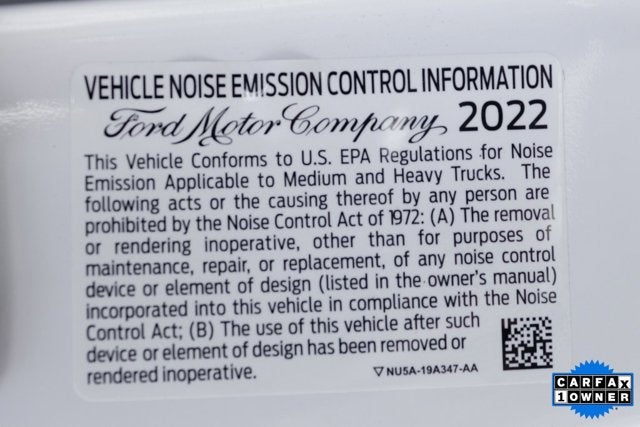 VEHICLE NOISE EMISSION CONTROL INFORMATION
Ford Motor Company 2022
This Vehicle Conforms to U.S. EPA Regulations for Noise
Emission Applicable to Medium and Heavy Trucks. The
following acts or the causing thereof by any person are
prohibited by the Noise Control Act of 1972: (A) The removal
or rendering inoperative, other than for purposes of
maintenance, repair, or replacement, of any noise control
device or element of design (listed in the owner's manual)
incorporated into this vehicle in compliance with the Noise
Control Act; (B) The use of this vehicle after such
device or element of design has been removed or
rendered inoperative.
▽ NU5A-19A347-AA
CARFAX
1 OWNER